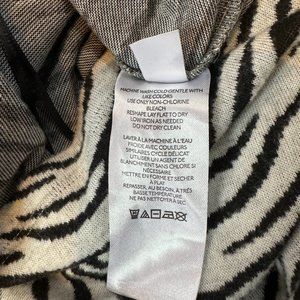 MACHINE WASH COLD-GENTLE WITH
LIKE COLORS
USE ONLY NON-CHLORINE
BLEACH
RESHAPE LAY FLAT TO DRY
LOW IRON AS NEEDED
DO NOT DRY CLEAN
LAVER À LA MACHINE À L'EAU
FROIDE AVEC COULEURS
SIMILAIRES CYCLE DÉLICAT
UTILISER UN AGENT DE
BLANCHIMENT SANS CHLORE SI
NÉCESSAIRE
REMETTRE EN FORME ET SÉCHER
À PLAT
REPASSER, AU BESOIN, À TRÈS
BASSE TEMPÉRATURE
NE PAS NETTOYER À SEC